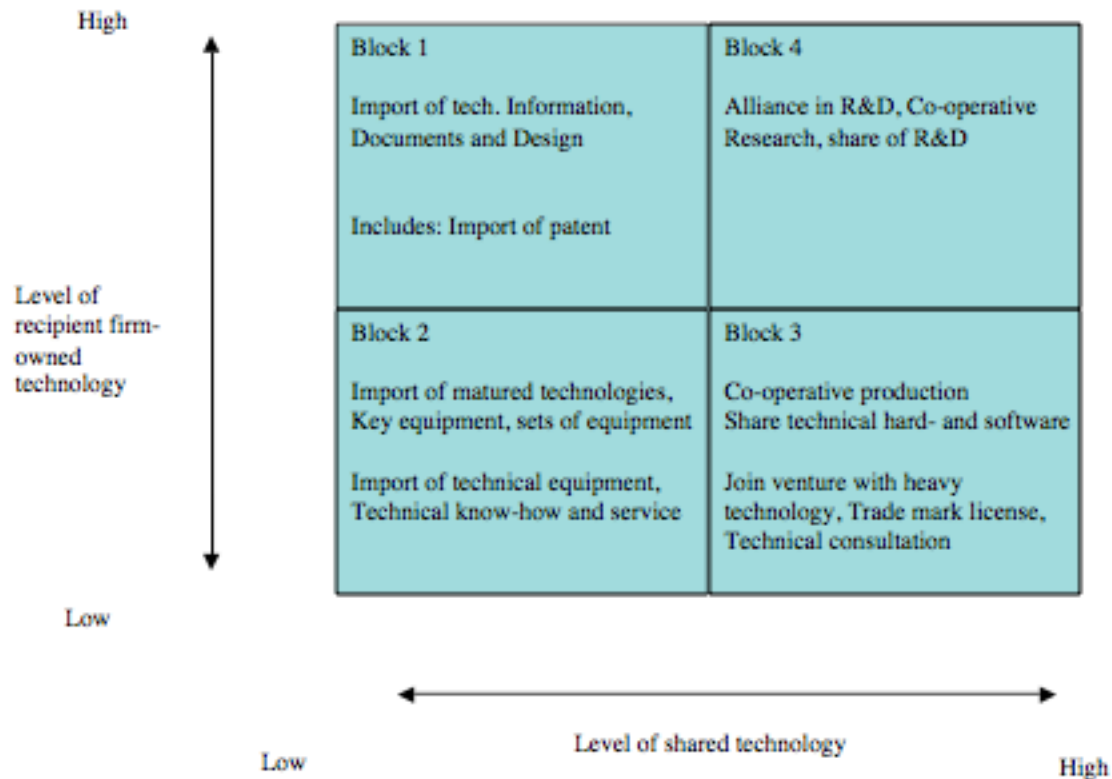 High
Block 1
Import of tech. Information,
Documents and Design
Includes: Import of patent
Block 4
Alliance in R&D, Co-operative
Research, share of R&D
Level of
recipient firm-
owned
technology
Block 2
Import of matured technologies,
Key equipment, sets of equipment
Import of technical equipment,
Technical know-how and service
Block 3
Co-operative production
Share technical hard- and software
Join venture with heavy
technology, Trade mark license,
Technical consultation
Low
Low
Level of shared technology
High